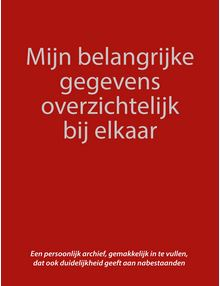 Mijn belangrijke
gegevens
overzichtelijk
bij elkaar
Een persoonlijk archief, gemakkelijk in te vullen,
dat ook duidelijkheid geeft aan nabestaanden